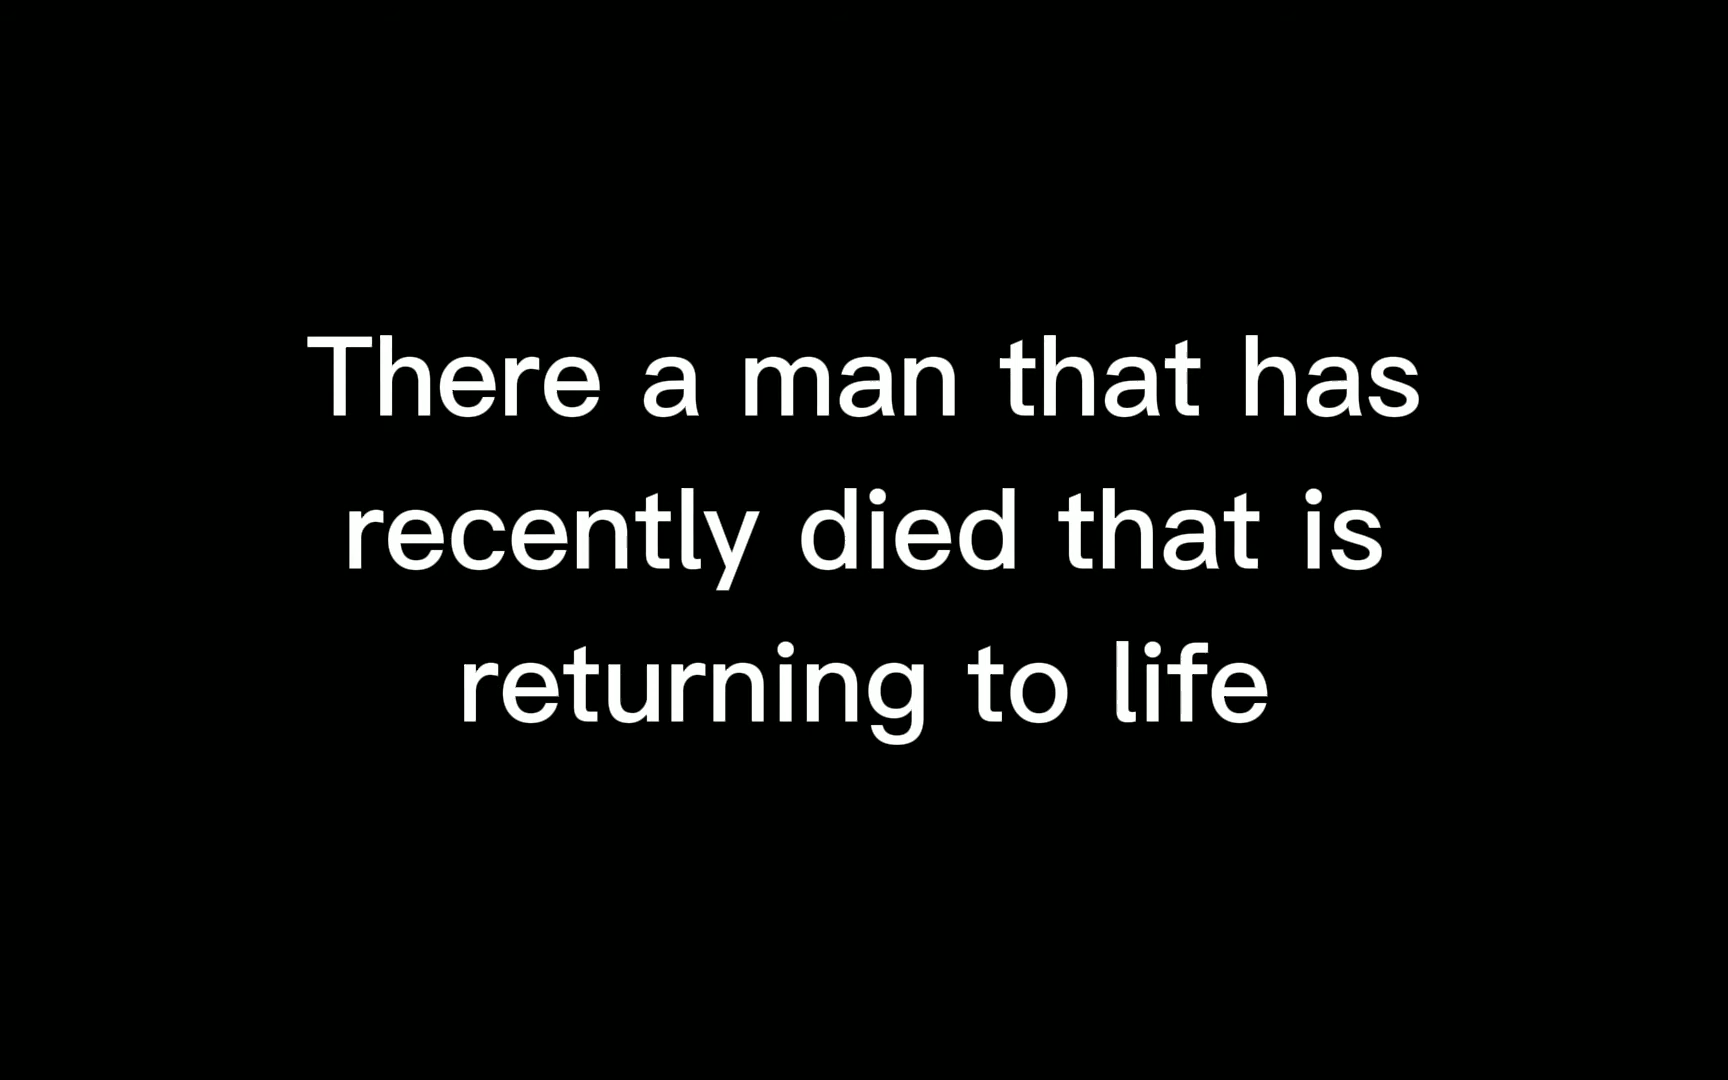 There a man that has
recently died that is
returning to life